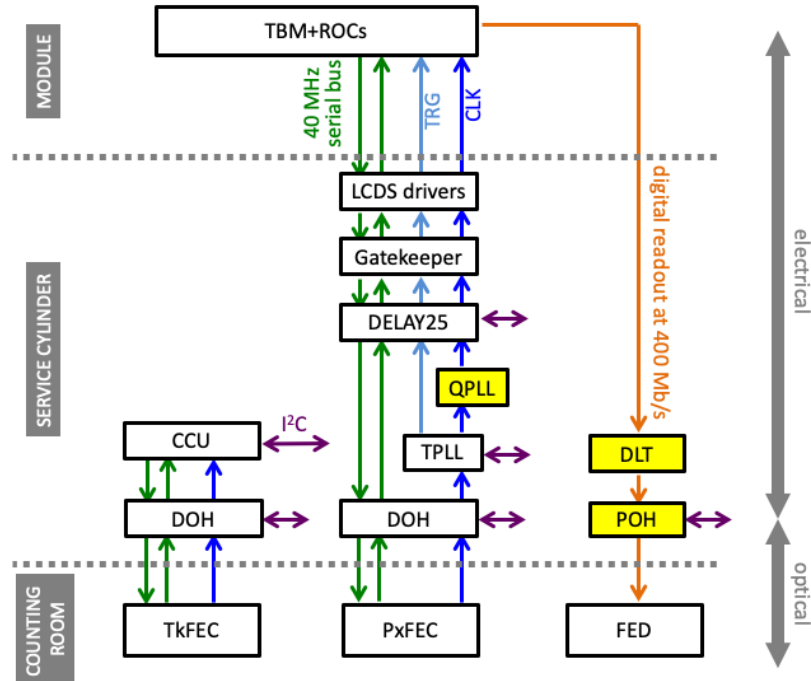 TBM+ROCs
MODULE
40 MHz
serial bus
TRG
CLK
LCDS drivers
Gatekeeper
DELAY25
QPLL
TPLL
SERVICE CYLINDER
I²C
CCU
DOH
DOH
digital readout at 400 Mb/s
DLT
POH
electrical
optical
COUNTING
ROOM
TkFEC
PxFEC
FED